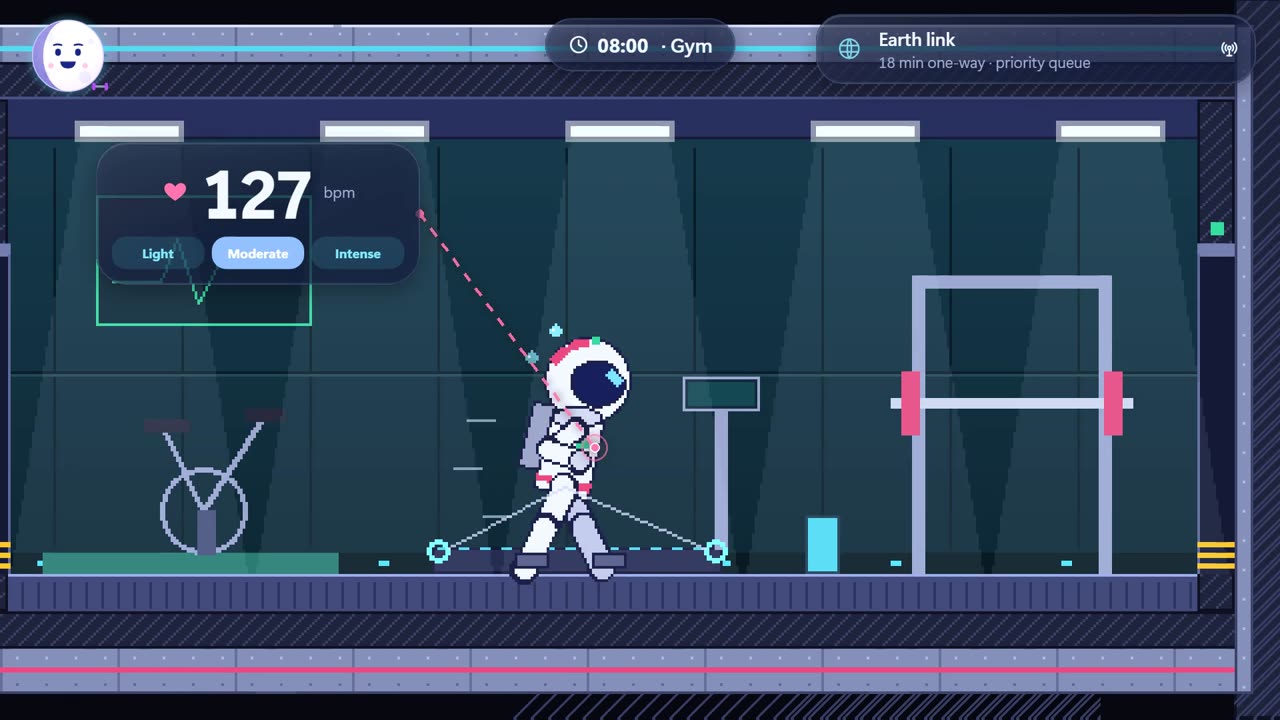 08:00 · Gym
Earth link
18 min one-way · priority queue
127 bpm
Light
Moderate
Intense